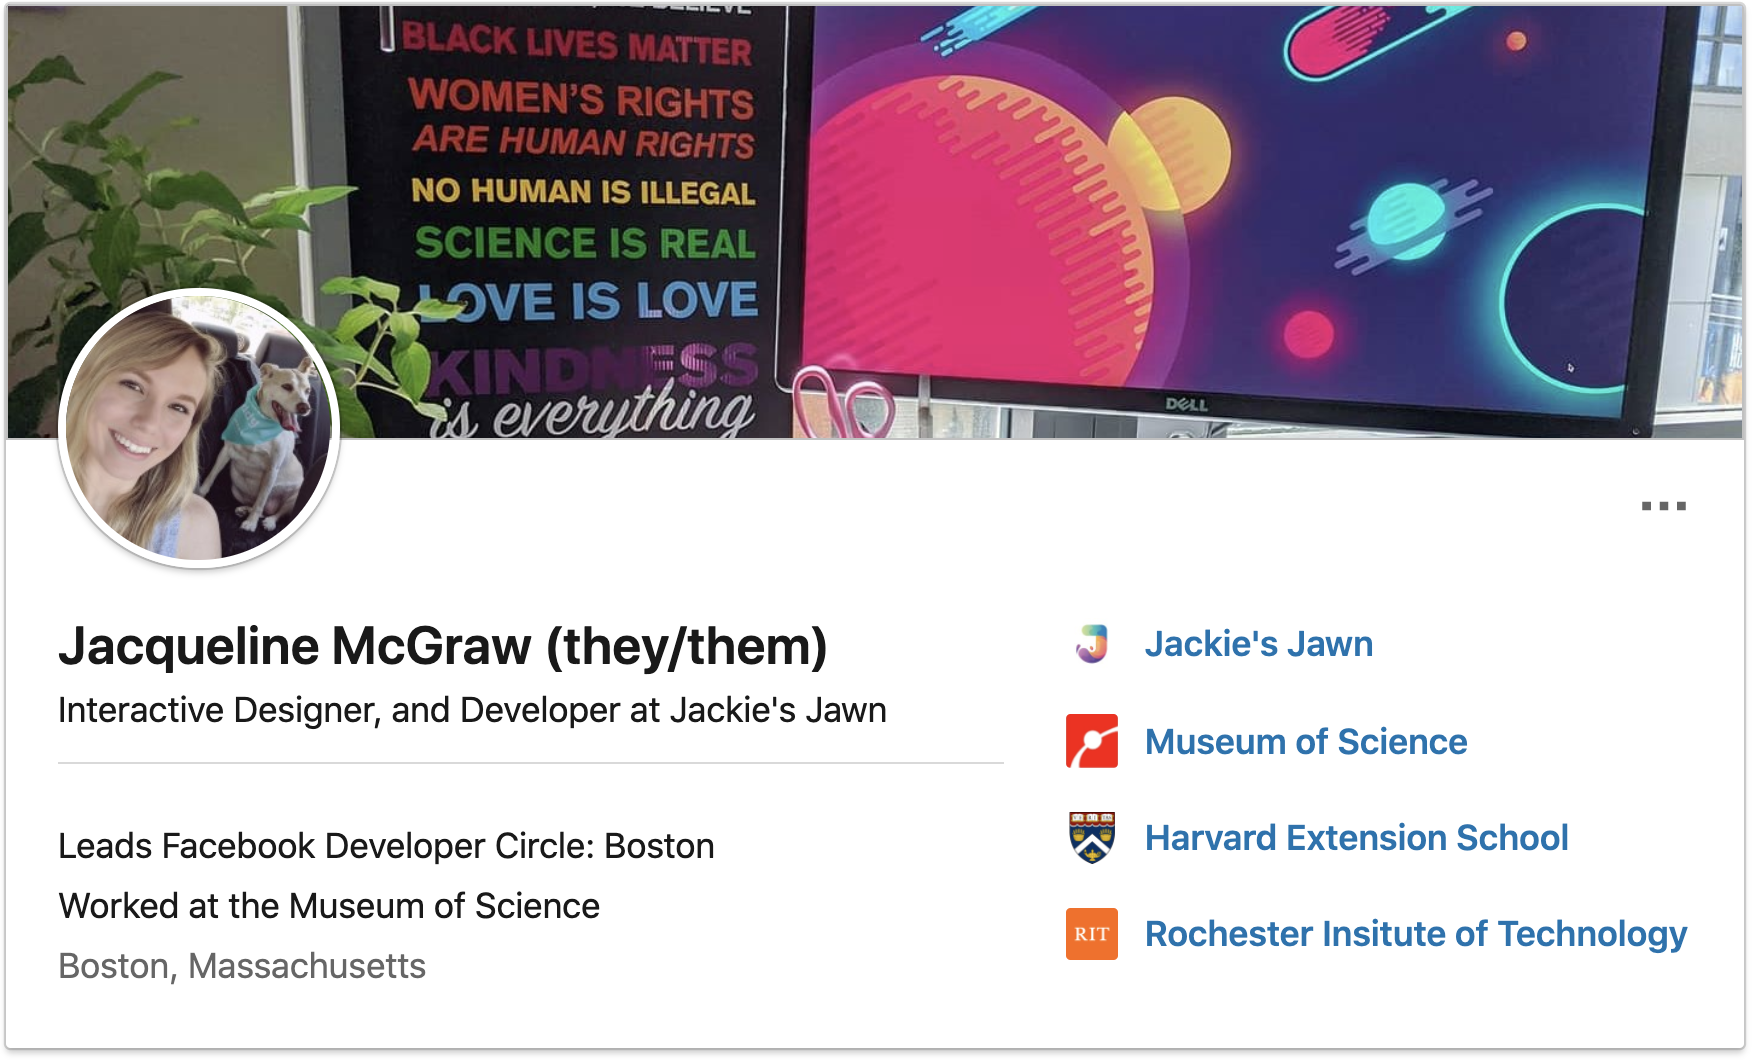 BLACK LIVES MATTER
WOMEN'S RIGHTS
ARE HUMAN RIGHTS
NO HUMAN IS ILLEGAL
SCIENCE IS REAL
LOVE IS LOVE
KINDNESS
is everything
DELL
Jacqueline McGraw (they/them)
Interactive Designer, and Developer at Jackie's Jawn
Leads Facebook Developer Circle: Boston
Worked at the Museum of Science
Boston, Massachusetts
Jackie's Jawn
Museum of Science
Harvard Extension School
RIT
Rochester Insitute of Technology